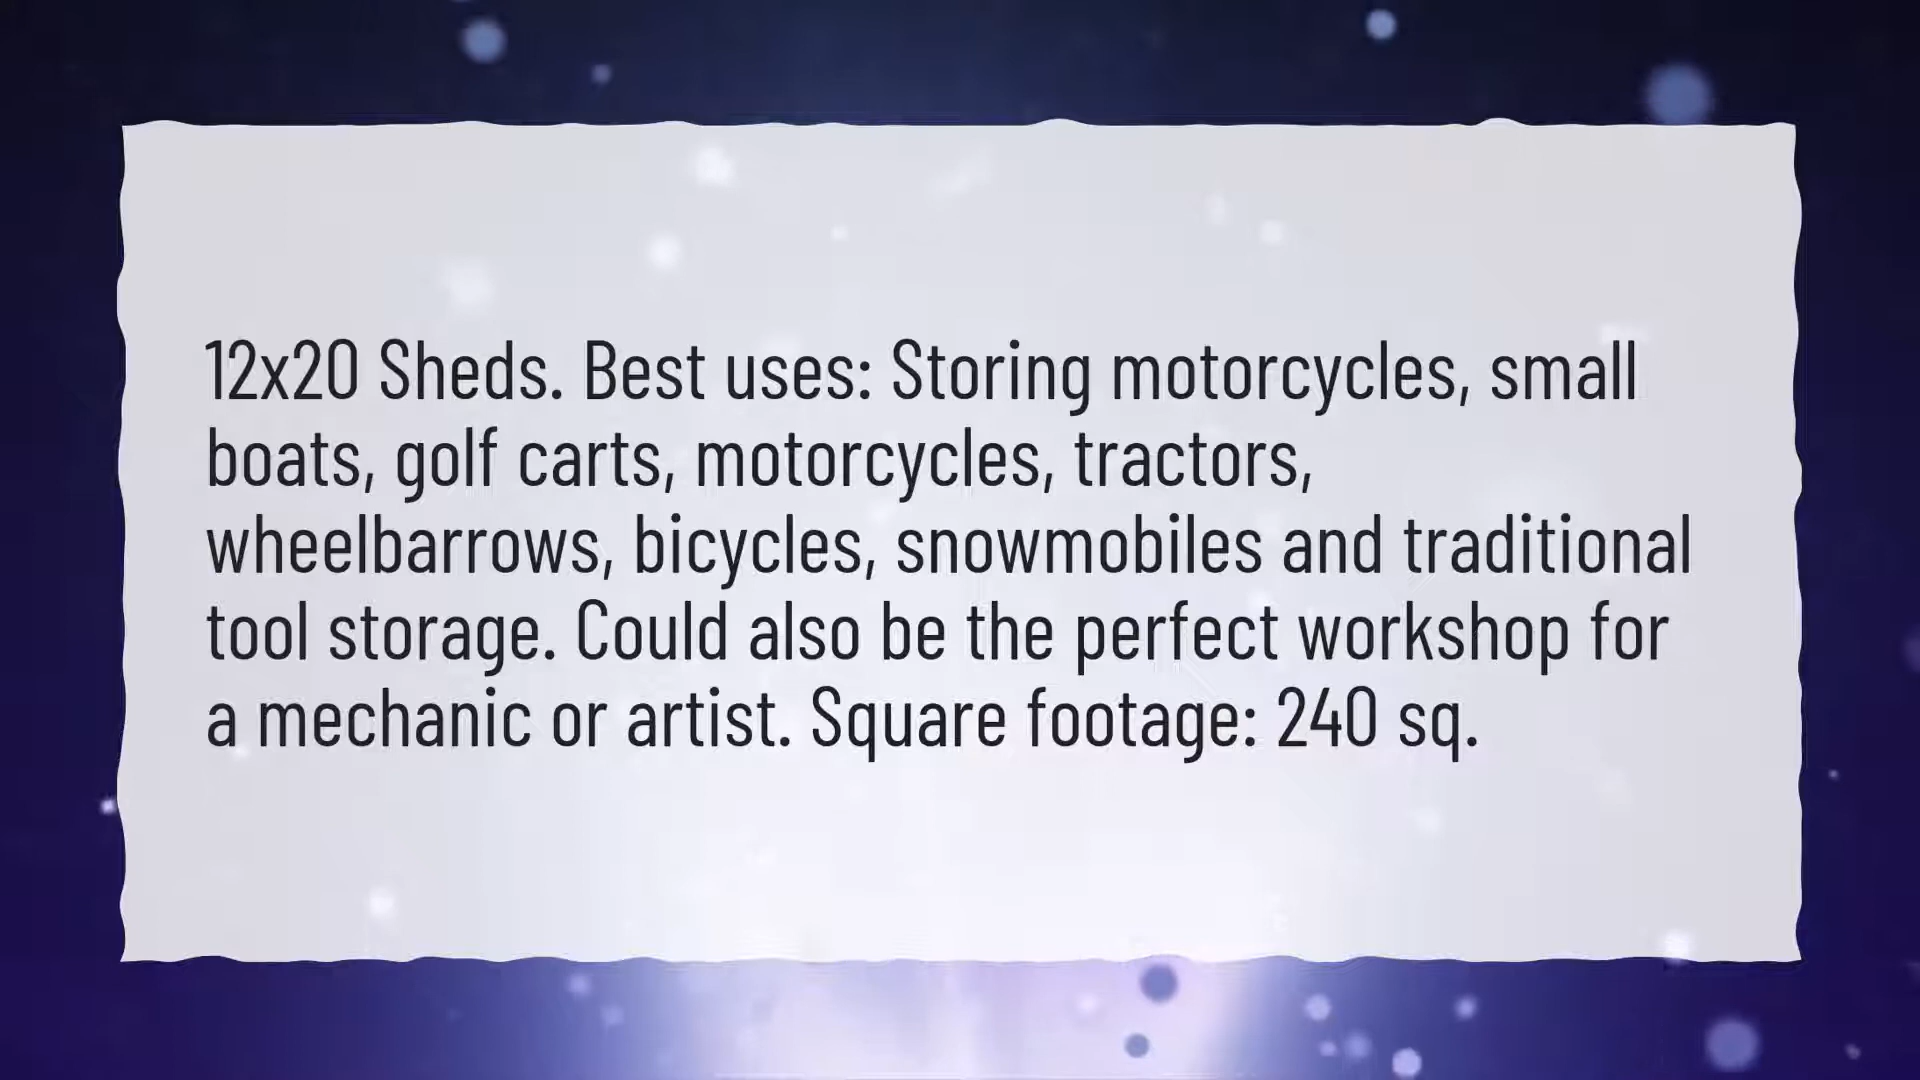 12x20 Sheds. Best uses: Storing motorcycles, small
boats, golf carts, motorcycles, tractors,
wheelbarrows, bicycles, snowmobiles and traditional
tool storage. Could also be the perfect workshop for
a mechanic or artist. Square footage: 240 sq.